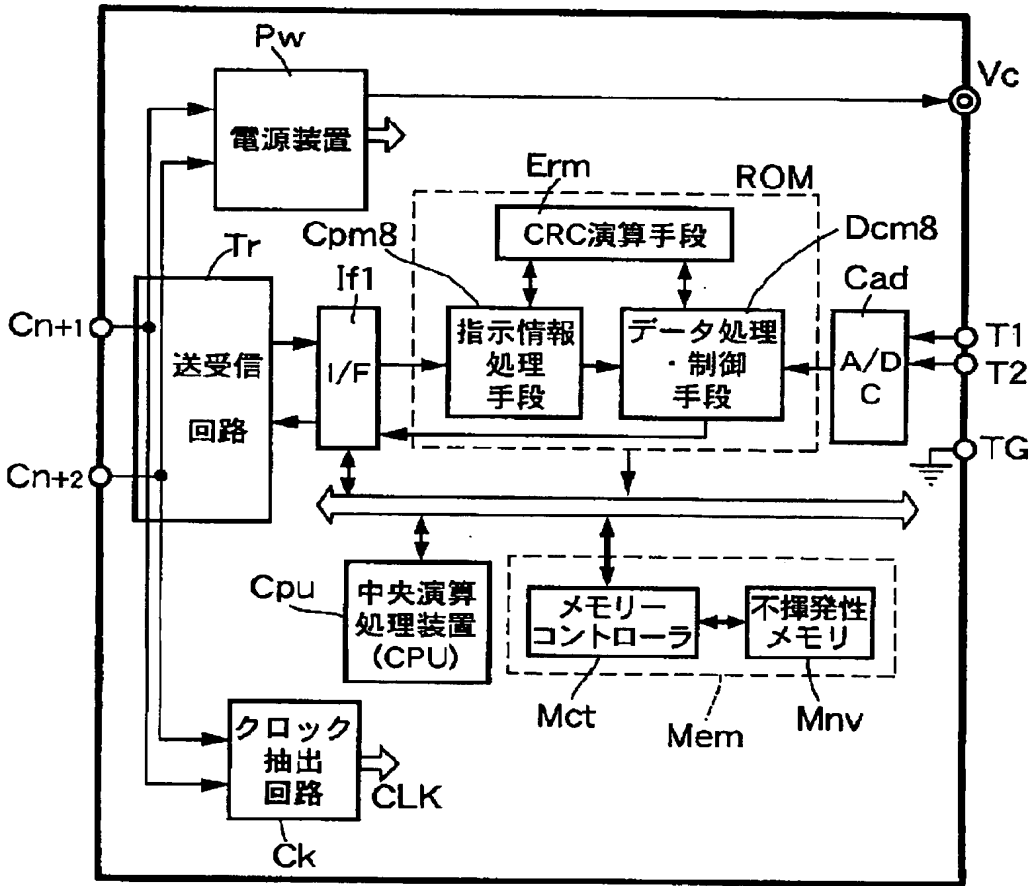 Pw
Vc
電源装置
Erm
ROM
CRC演算手段
Cpm8
Dcm8
Tr
If1
Cad
Cn+1
送受信
回路
I/F
指示情報
処理
手段
データ処理
・制御
手段
A/D
C
T1
T2
Cn+2
TG
Cpu
中央演算
処理装置
(CPU)
メモリー
コントローラ
不揮発性
メモリ
Mct
Mem
Mnv
クロック
抽出
回路
CLK
Ck